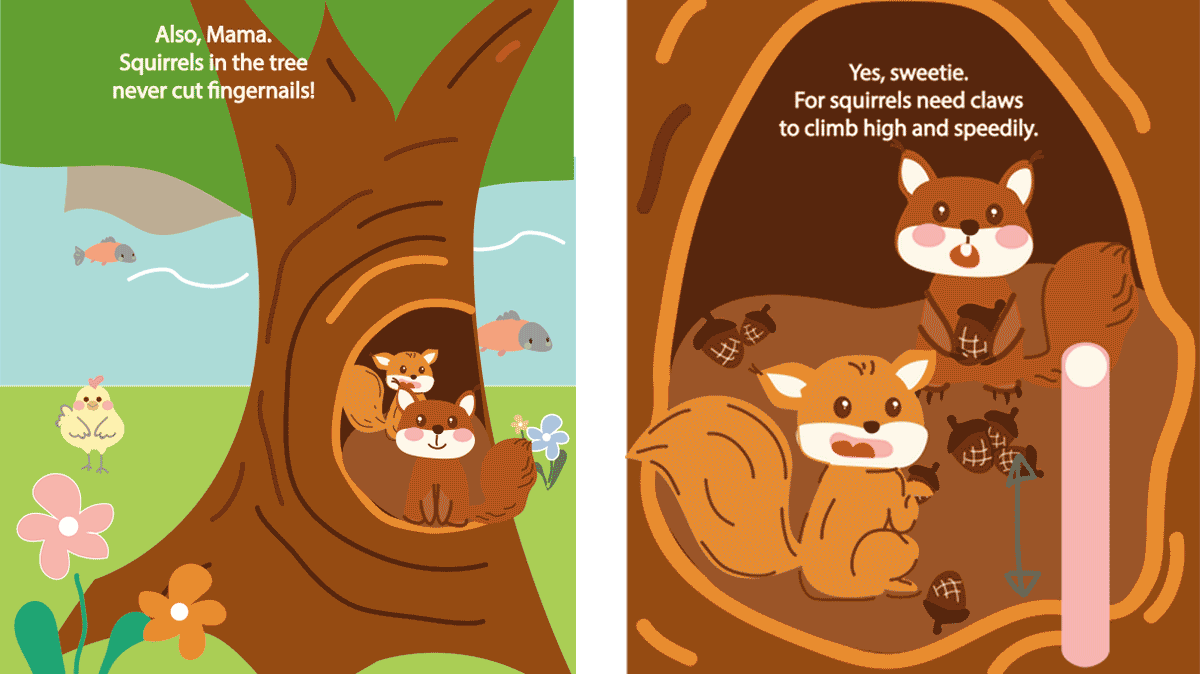 Also, Mama.
Squirrels in the tree
never cut fingernails!
Yes, sweetie.
For squirrels need claws
to climb high and speedily.